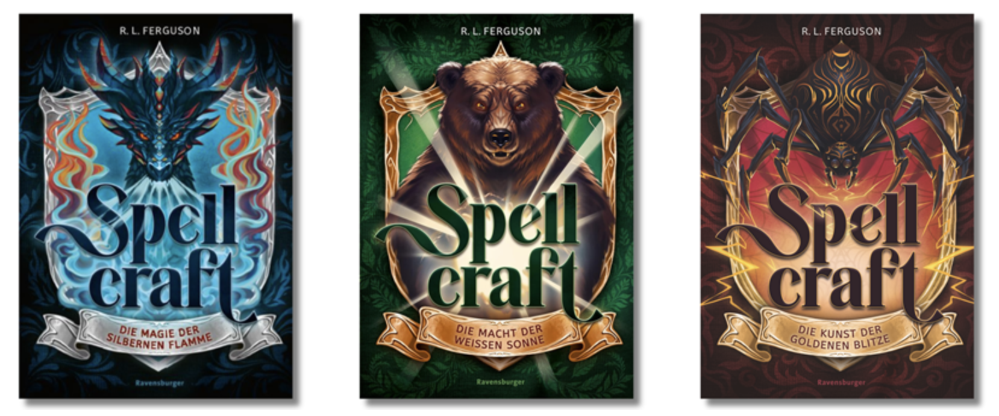 R. L. FERGUSON
Spell
craft
DIE MAGIE DER
SILBERNEN FLAMME
Ravensburger
R. L. FERGUSON
Spell
craft
DIE MACHT DER
WEISSEN SONNE
Ravensburger
R. L. FERGUSON
Spell
craft
DIE KUNST DER
GOLDENEN BLITZE
Ravensburger